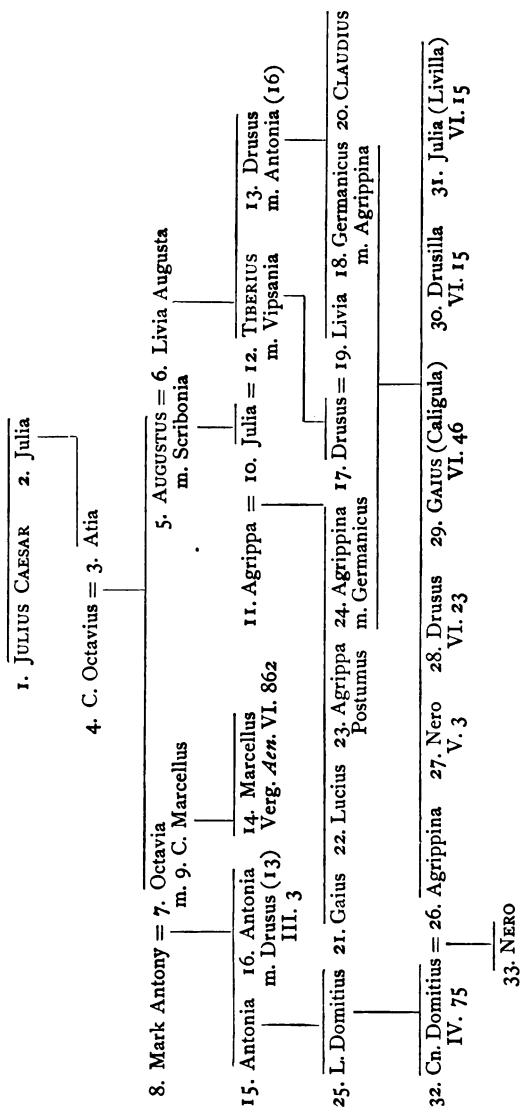 1. JULIUS CAESAR 2. Julia
4. C. Octavius = 3. Atia
8. Mark Antony = 7. Octavia 5. AUGUSTUS = 6. Livia Augusta
m. 9. C. Marcellus m. Scribonia
15. Antonia 16. Antonia 14. Marcellus 11. Agrippa = 10. Julia = 12. TIBERIUS 13. Drusus
m. Drusus (13) Verg. Aen. VI. 862 m. Vipsania m. Antonia (16)
III. 3
25. L. Domitius 21. Gaius 22. Lucius 23. Agrippa 24. Agrippina 17. Drusus = 19. Livia 18. Germanicus 20. CLAUDIUS
Postumus m. Germanicus m. Agrippina
32. Cn. Domitius = 26. Agrippina 27. Nero 28. Drusus 29. GAIUS (Caligula) 30. Drusilla 31. Julia (Livilla)
IV. 75 V. 3 VI. 23 VI. 46 VI. 15 VI. 15
33. NERO